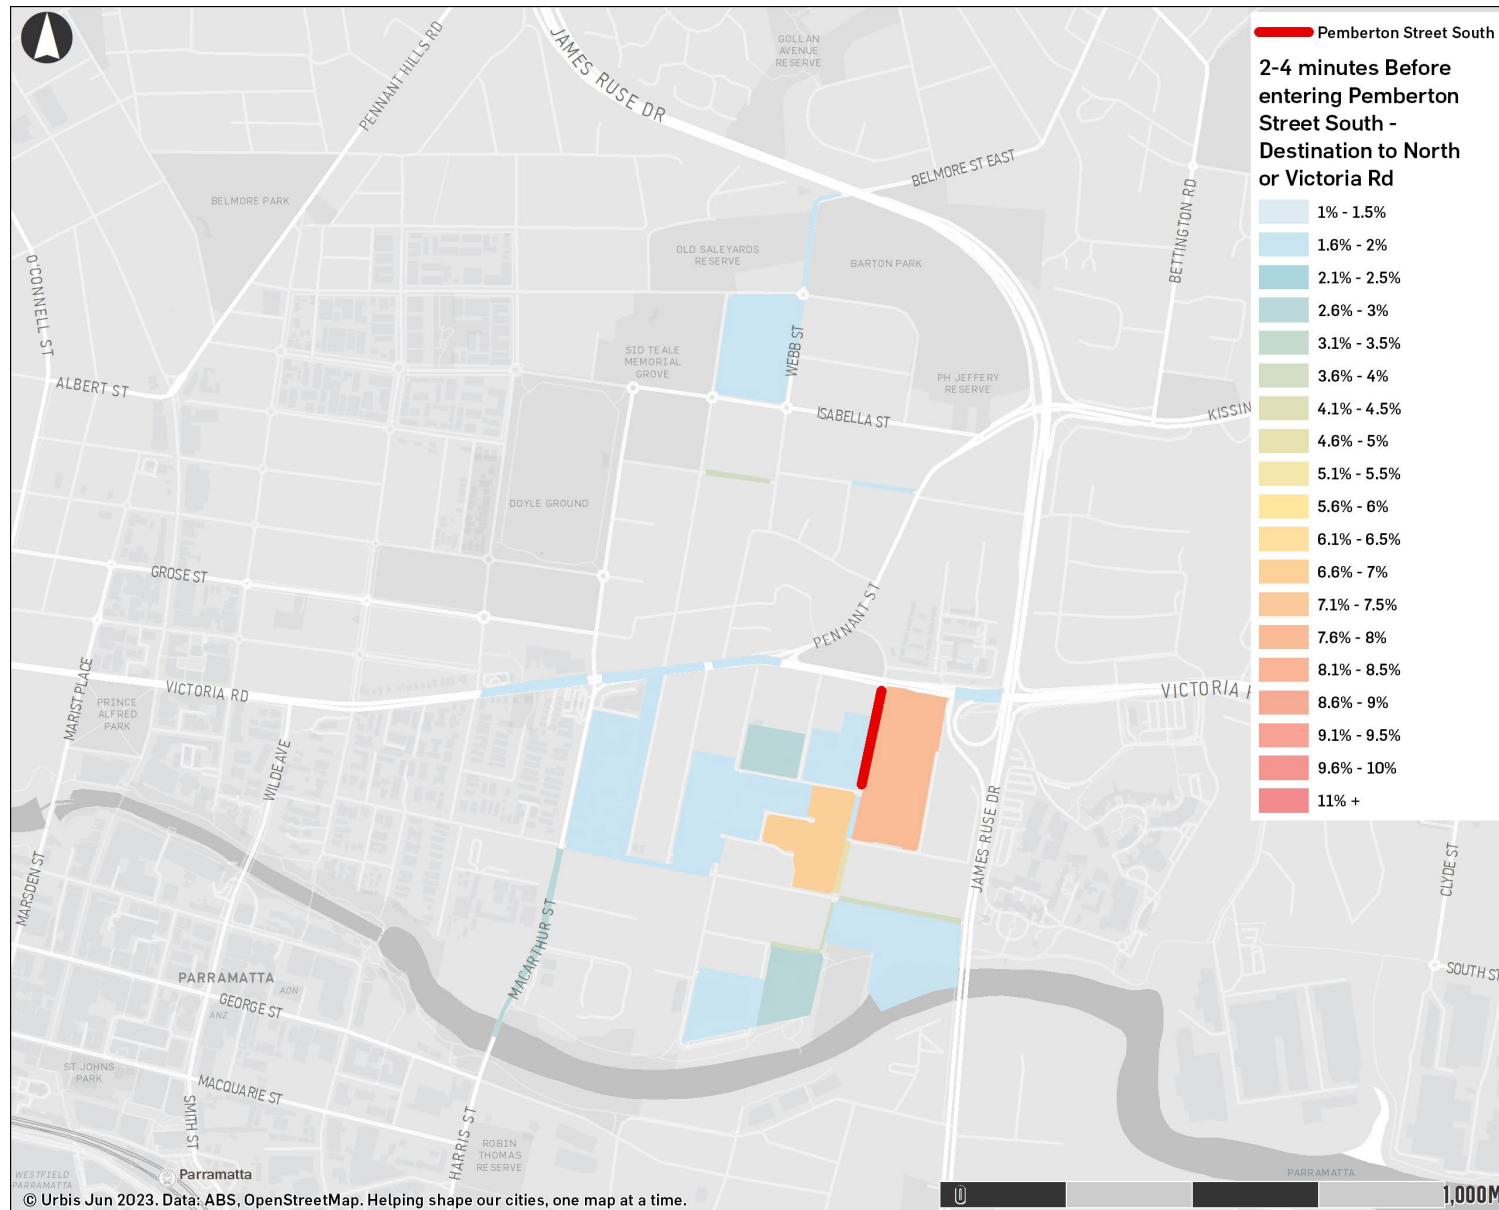 Pemberton Street South
2-4 minutes Before
entering Pemberton
Street South -
Destination to North
or Victoria Rd
1% - 1.5%
1.6% - 2%
2.1% - 2.5%
2.6% - 3%
3.1% - 3.5%
3.6% - 4%
4.1% - 4.5%
4.6% - 5%
5.1% - 5.5%
5.6% - 6%
6.1% - 6.5%
6.6% - 7%
7.1% - 7.5%
7.6% - 8%
8.1% - 8.5%
8.6% - 9%
9.1% - 9.5%
9.6% - 10%
11% +
GOLLAN
AVENUE
RESERVE
PENNANT HILLS RD
JAMES RUSE DR
BELMORE ST EAST
BELMORE PARK
BETTINGTON RD
O'CONNELL ST
OLD SALEYARDS
RESERVE
BARTON PARK
WEBB ST
SID TEALE
MEMORIAL
GROVE
PH JEFFERY
RESERVE
ALBERT ST
ISABELLA ST
KISSIN
DOYLE GROUND
GROSE ST
PENNANT ST
MARIST PLACE
VICTORIA RD
VICTORIA R
PRINCE
ALFRED
PARK
WILDE AVE
JAMES RUSE DR
MARSDEN ST
CLYDE ST
MACARTHUR ST
PARRAMATTA
AON
GEORGE ST
ANZ
SOUTH ST
ST JOHNS
PARK
MACQUARIE ST
SMITH ST
HARRIS ST
ROBIN
THOMAS
RESERVE
WESTFIELD
PARRAMATTA
Parramatta
PARRAMATTA
© Urbis Jun 2023. Data: ABS, OpenStreetMap. Helping shape our cities, one map at a time.
0
1,000M